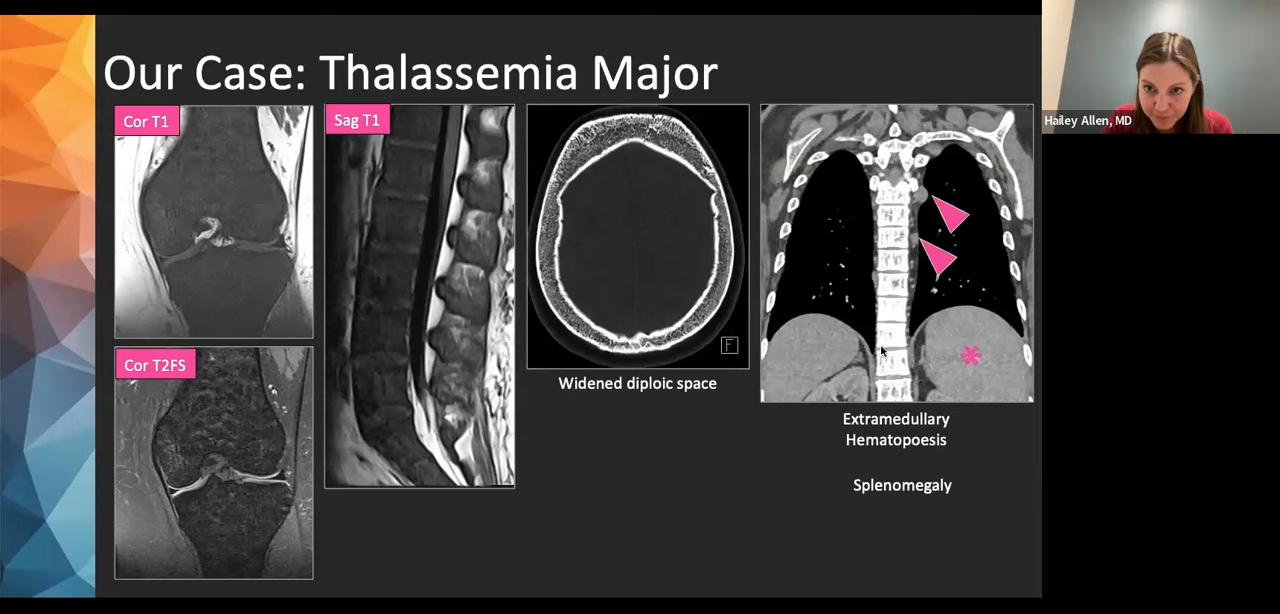 Our Case: Thalassemia Major
Cor T1
Sag T1
Cor T2FS
F
Widened diploic space
*
Extramedullary
Hematopoesis
Splenomegaly
Hailey Allen, MD